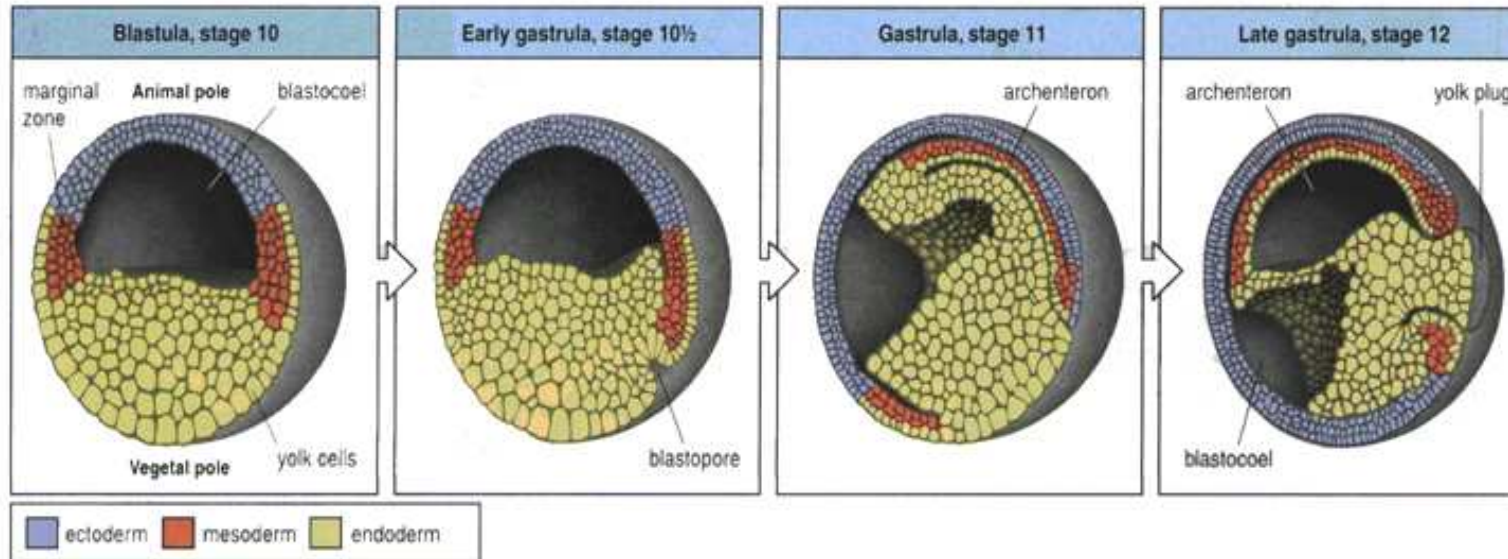 Blastula, stage 10
Early gastrula, stage 10½
Gastrula, stage 11
Late gastrula, stage 12
marginal
zone
Animal pole
blastocoel
Vegetal pole
yolk cells
blastopore
archenteron
archenteron
yolk plug
blastocoel
ectoderm
mesoderm
endoderm